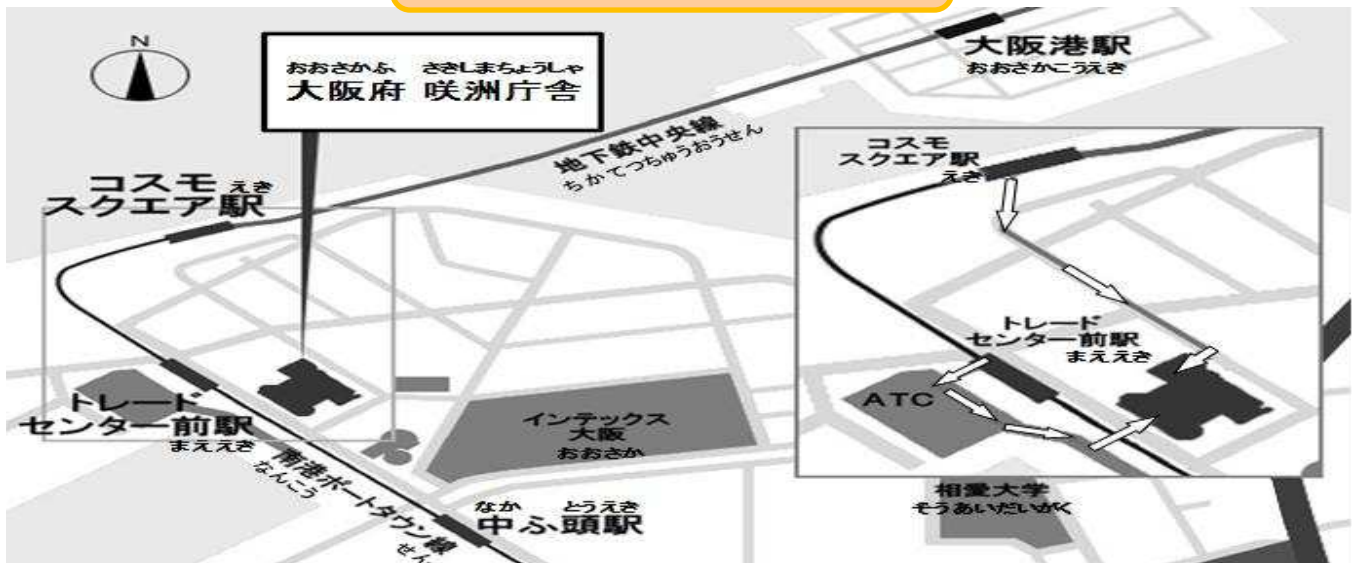 N
おおさかふ さきしまちょうしゃ
大阪府 咲洲庁舎
大阪港駅
おおさかこうえき
地下鉄中央線
ちかてつちゅうおうせん
コスモ
スクエア駅
えき
トレード
センター前駅
まええき
南港ポートタウン線
なんこう
せん
インテックス
大阪
おおさか
なか とうえき
中ふ頭駅
コスモ
スクエア駅
えき
トレード
センター前駅
まええき
ATC
相愛大学
そうあいだいがく